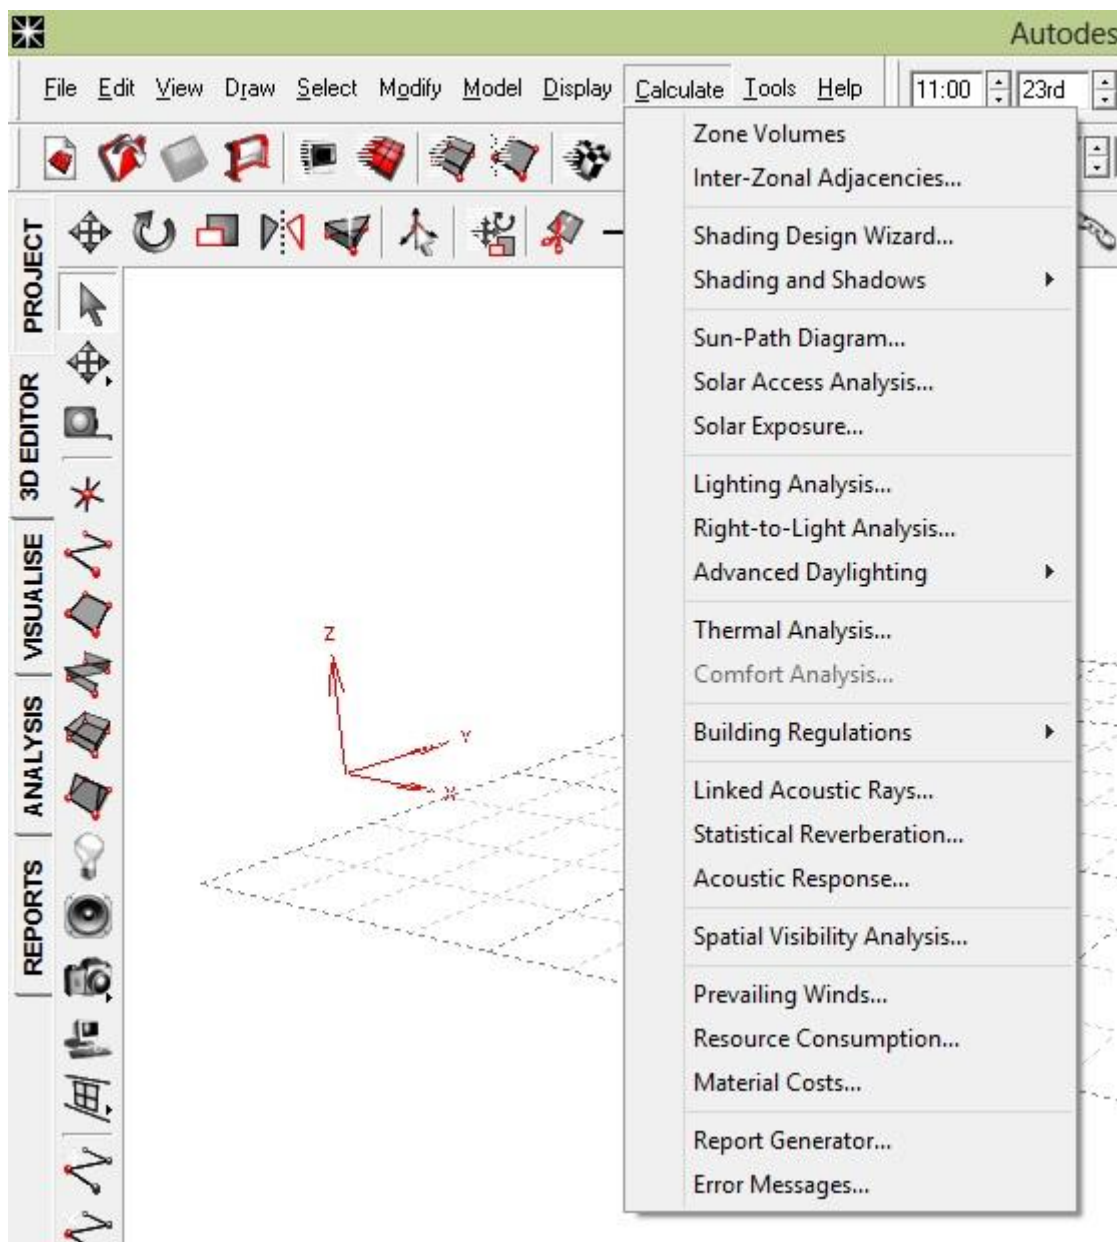 Autodes
File Edit View Draw Select Modify Model Display Calculate Tools Help 11:00 23rd
Zone Volumes
Inter-Zonal Adjacencies...
Shading Design Wizard...
Shading and Shadows
Sun-Path Diagram...
Solar Access Analysis...
Solar Exposure...
Lighting Analysis...
Right-to-Light Analysis...
Advanced Daylighting
Thermal Analysis...
Comfort Analysis...
Building Regulations
Linked Acoustic Rays...
Statistical Reverberation...
Acoustic Response...
Spatial Visibility Analysis...
Prevailing Winds...
Resource Consumption...
Material Costs...
Report Generator...
Error Messages...
PROJECT
3D EDITOR
VISUALISE
ANALYSIS
REPORTS
Z
Y
X